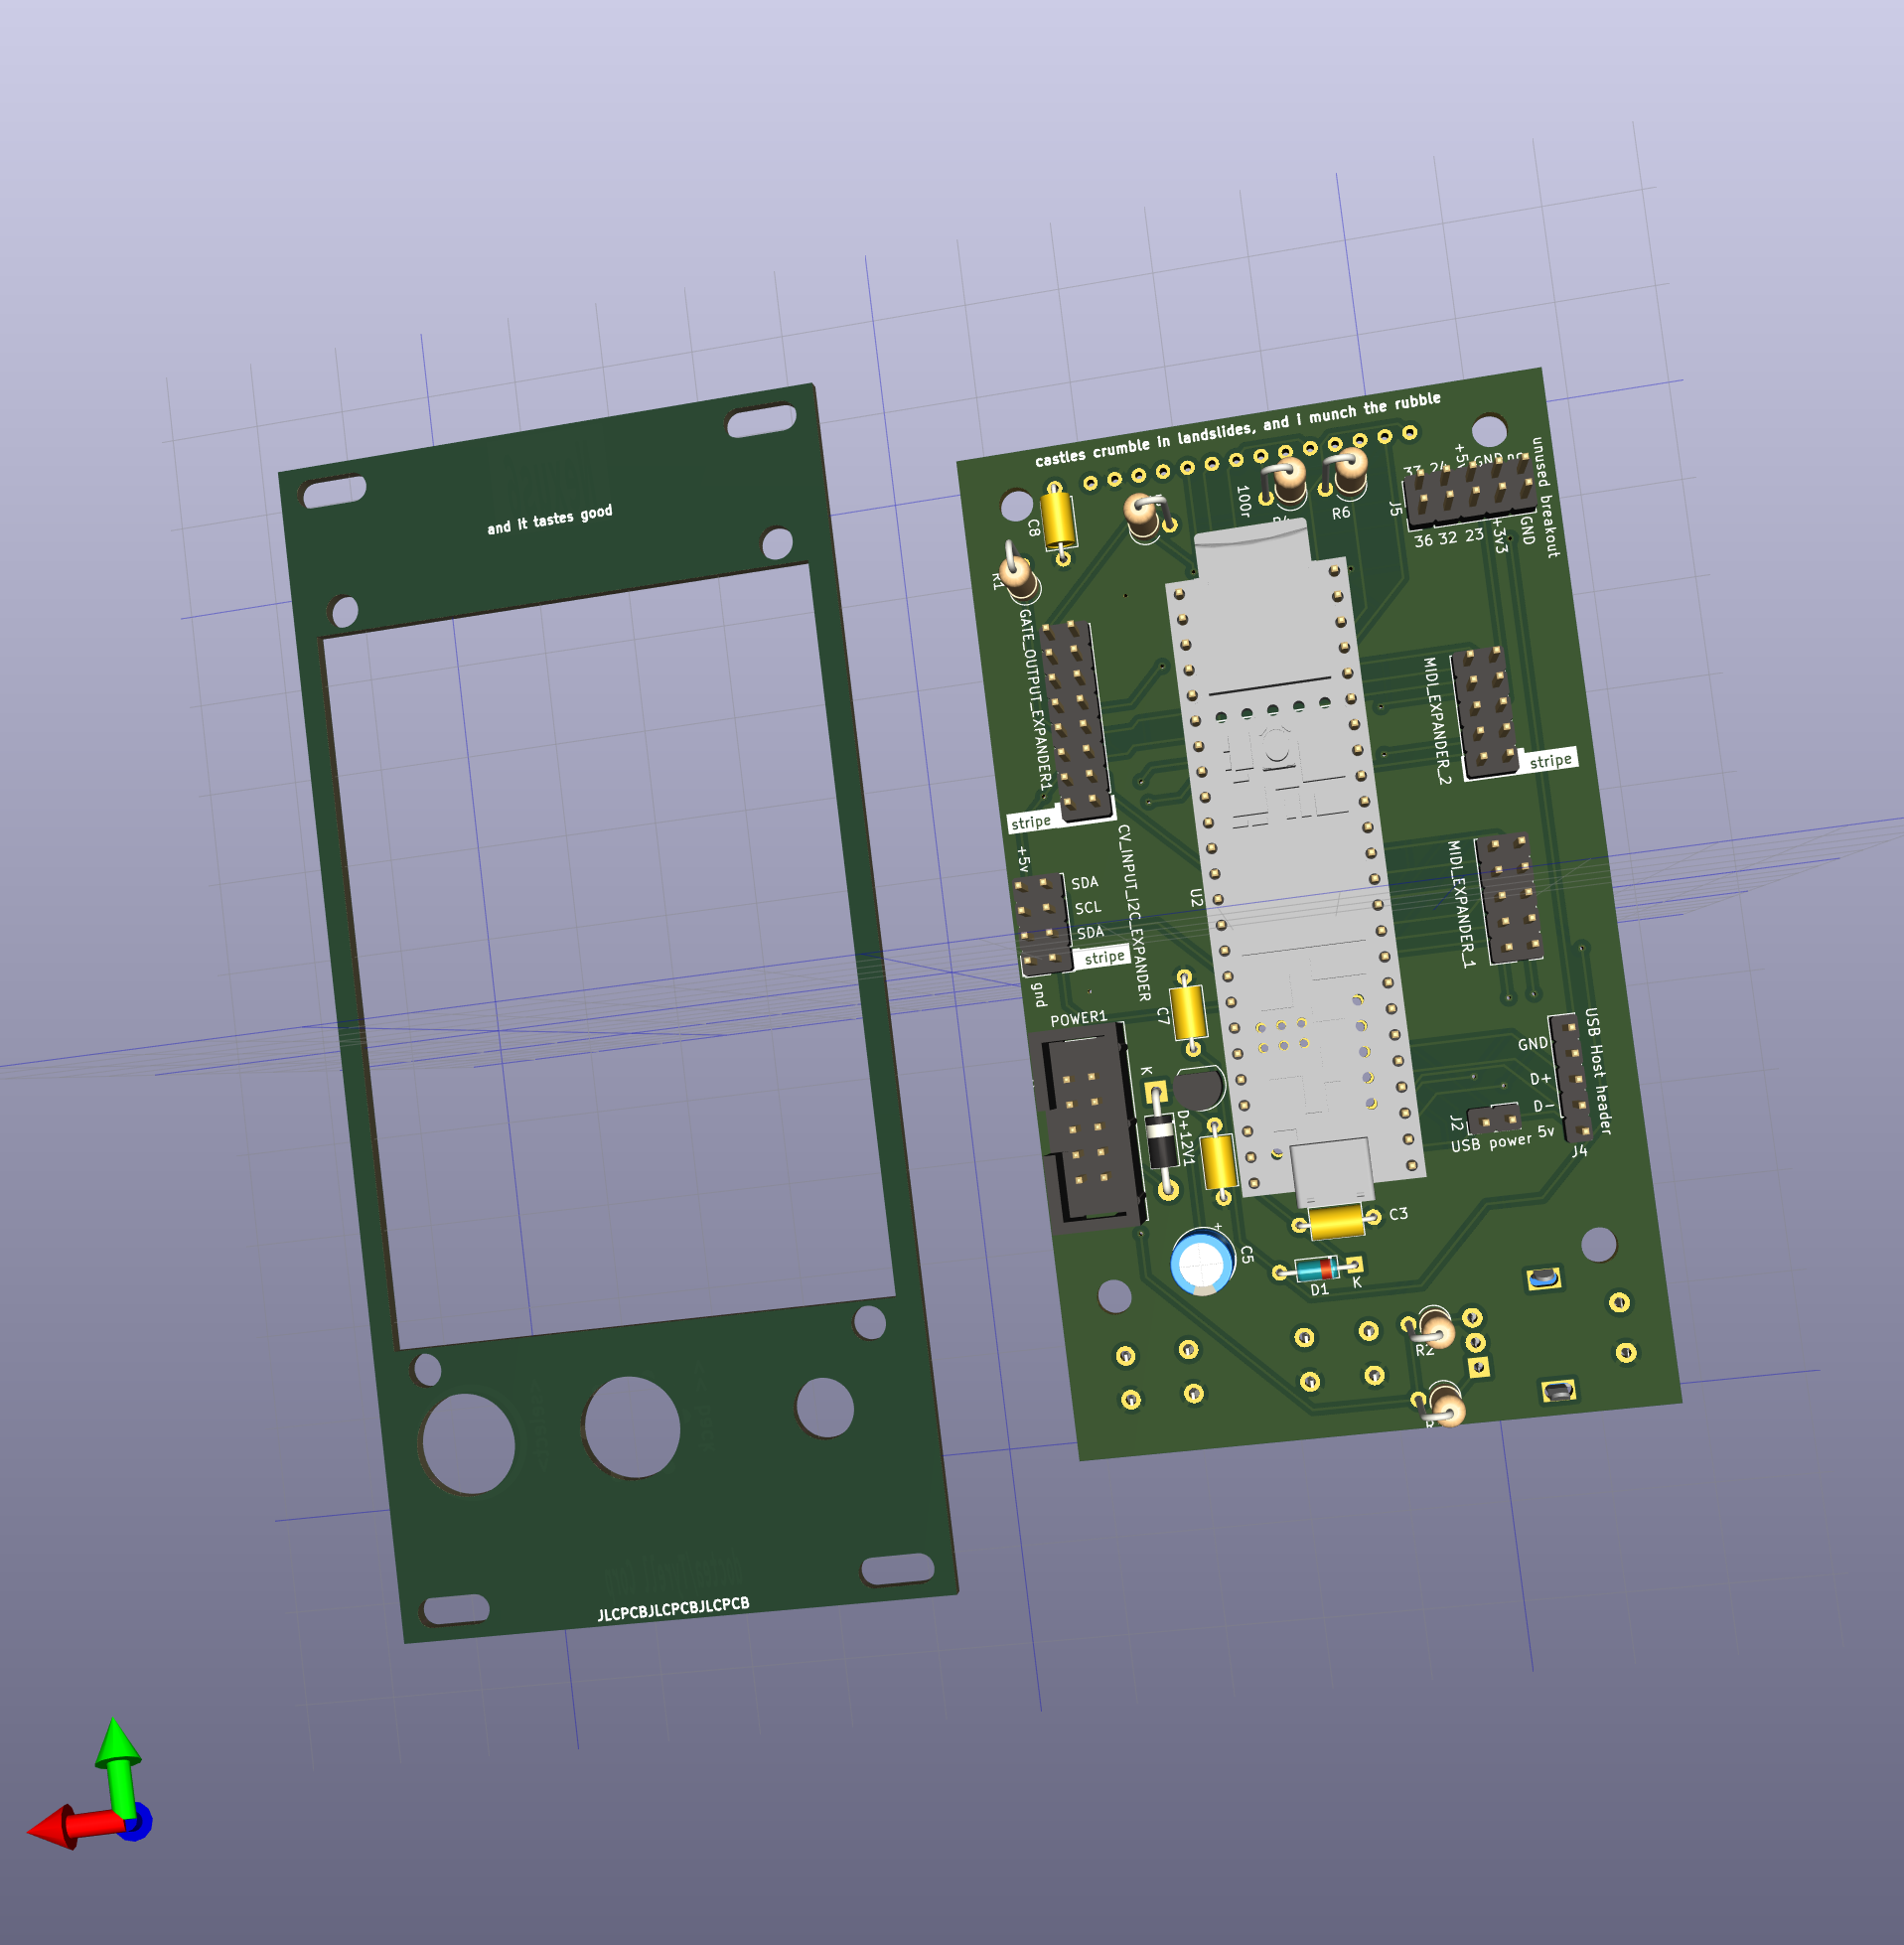 and it tastes good
JLCPCBJLCPCBJLCPCB
castles crumble in landslides, and i munch the rubble
C8
R1
100r
R6
J5
+5v
36 32 23 +3v3 GND
unused breakout
GATE_OUTPUT_EXPANDER1
stripe
MIDI_EXPANDER_2
stripe
+5v
SDA
SCL
SDA
stripe
gnd
CV_INPUT_I2C_EXPANDER
U2
MIDI_EXPANDER_1
POWER1
C7
K
D+12V1
USB Host header
GND
D+
D-
5v
J2
USB power
J4
C3
+
C5
D1
K
R2